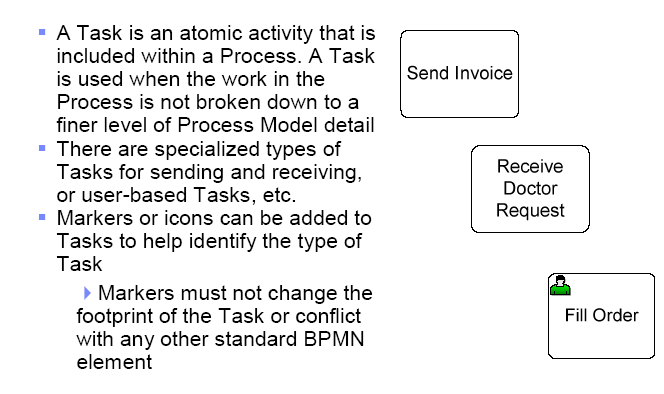 A Task is an atomic activity that is
included within a Process. A Task
is used when the work in the
Process is not broken down to a
finer level of Process Model detail
There are specialized types of
Tasks for sending and receiving,
or user-based Tasks, etc.
Markers or icons can be added to
Tasks to help identify the type of
Task
Markers must not change the
footprint of the Task or conflict
with any other standard BPMN
element
Send Invoice
Receive
Doctor
Request
Fill Order